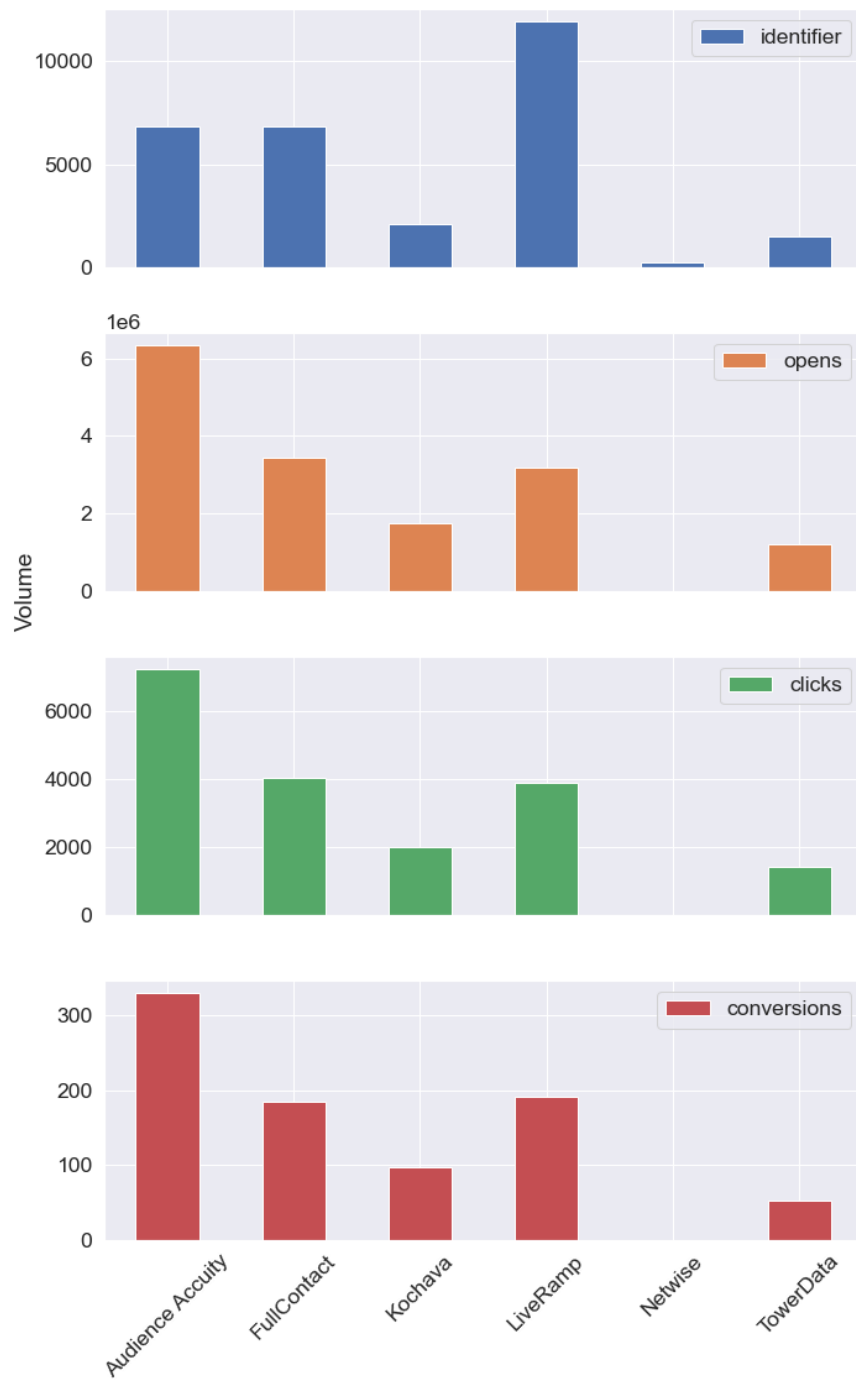 identifier
10000
5000
0
1e6
opens
6
4
2
0
Volume
clicks
6000
4000
2000
0
conversions
300
200
100
0
Audience Accuity
FullContact
Kochava
LiveRamp
Netwise
TowerData